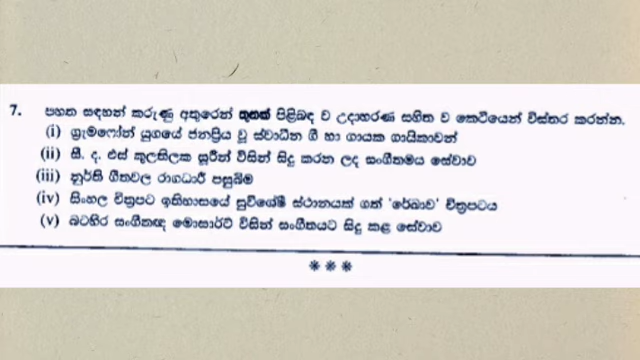 7. පහත සඳහන් කරුණු අතුරෙන් තුනක් පිළිබඳ ව උදාහරණ සහිත ව කෙටියෙන් විස්තර කරන්න.
(i) ග්‍රැමෆෝන් යුගයේ ජනප්‍රිය වූ ස්වාධීන ගී හා ගායක ගායිකාවන්
(ii) සී. ද. එස් කුලතිලක සූරීන් විසින් සිදු කරන ලද සංගීතමය සේවාව
(iii) නූර්ති ගීතවල රාගධාරී පසුබිම
(iv) සිංහල චිත්‍රපට ඉතිහාසයේ සුවිශේෂී ස්ථානයක් ගත් 'රේඛාව' චිත්‍රපටය
(v) බටහිර සංගීතඥ මොසාර්ට් විසින් සංගීතයට සිදු කළ සේවාව
* * *